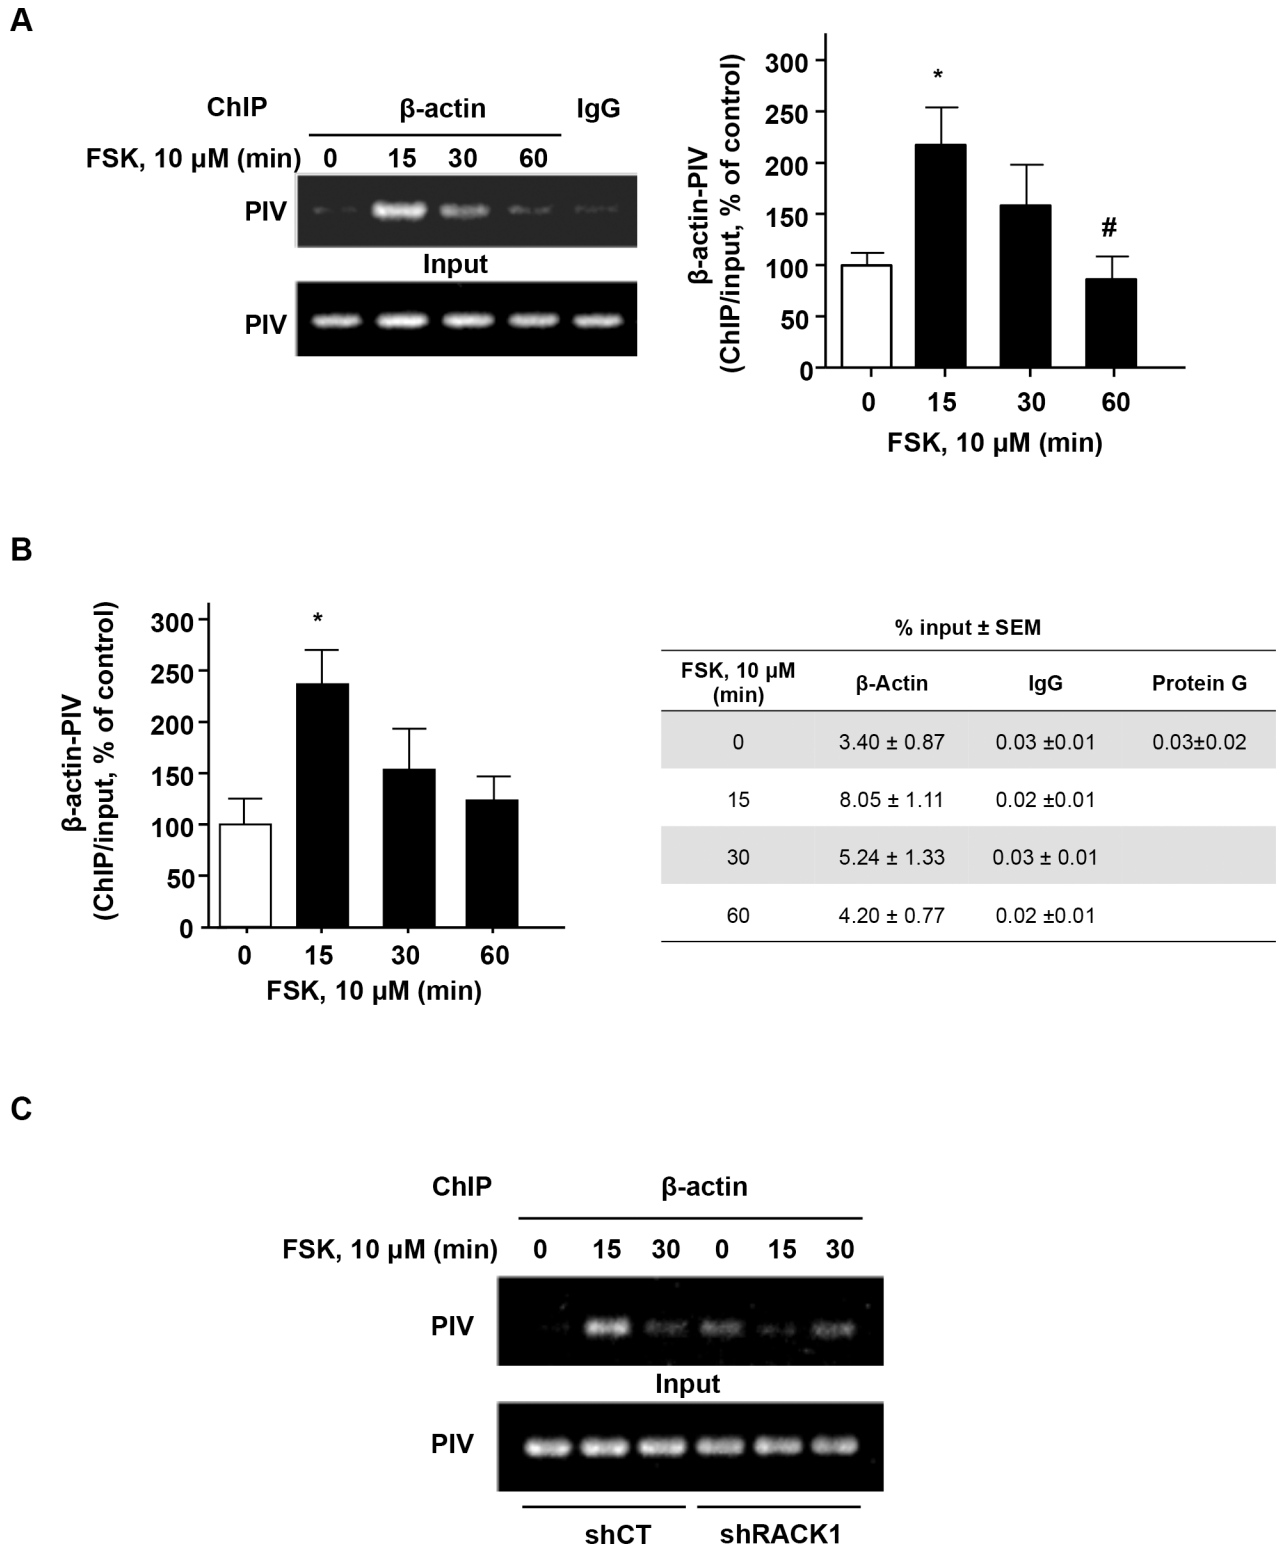 A
ChIP β-actin IgG
FSK, 10 µM (min) 0 15 30 60
PIV
Input
PIV
β-actin-PIV
(ChIP/input, % of control)
300
250
200
150
100
50
0
*
#
0 15 30 60
FSK, 10 µM (min)
B
β-actin-PIV
(ChIP/input, % of control)
300
250
200
150
100
50
0
*
0 15 30 60
FSK, 10 µM (min)
% input ± SEM
FSK, 10 µM
(min)
β-Actin IgG Protein G
0 3.40 ± 0.87 0.03 ±0.01 0.03±0.02
15 8.05 ± 1.11 0.02 ±0.01
30 5.24 ± 1.33 0.03 ± 0.01
60 4.20 ± 0.77 0.02 ±0.01
C
ChIP β-actin
FSK, 10 µM (min) 0 15 30 0 15 30
PIV
Input
PIV
shCT shRACK1